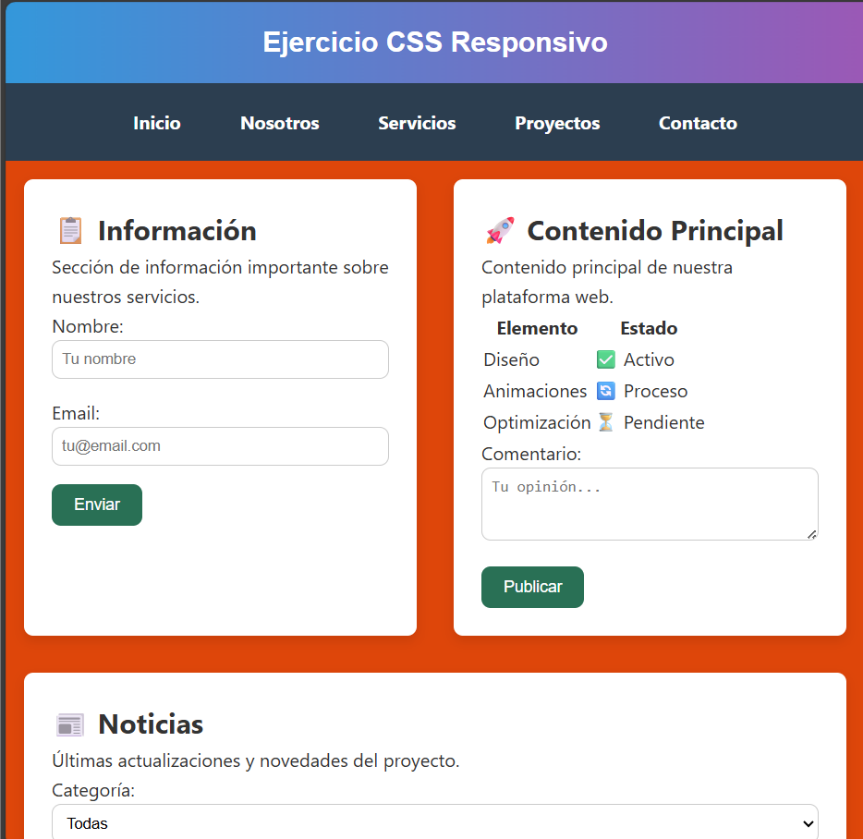 Ejercicio CSS Responsivo
Inicio Nosotros Servicios Proyectos Contacto
Información
Sección de información importante sobre
nuestros servicios.
Nombre:
Tu nombre
Email:
tu@email.com
Enviar
Contenido Principal
Contenido principal de nuestra
plataforma web.
Elemento Estado
Diseño ✅ Activo
Animaciones 🔄 Proceso
Optimización ⏳ Pendiente
Comentario:
Tu opinión...
Publicar
Noticias
Últimas actualizaciones y novedades del proyecto.
Categoría:
Todas